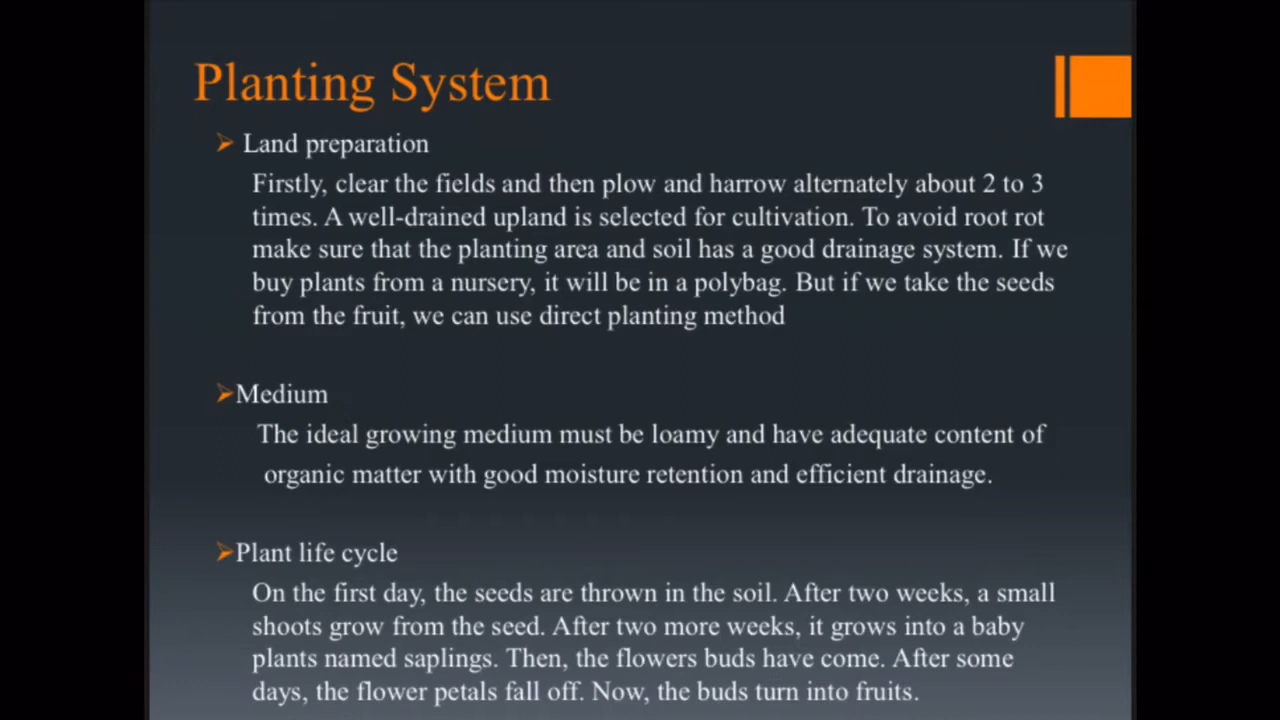 Planting System
Land preparation
Firstly, clear the fields and then plow and harrow alternately about 2 to 3
times. A well-drained upland is selected for cultivation. To avoid root rot
make sure that the planting area and soil has a good drainage system. If we
buy plants from a nursery, it will be in a polybag. But if we take the seeds
from the fruit, we can use direct planting method
Medium
The ideal growing medium must be loamy and have adequate content of
organic matter with good moisture retention and efficient drainage.
Plant life cycle
On the first day, the seeds are thrown in the soil. After two weeks, a small
shoots grow from the seed. After two more weeks, it grows into a baby
plants named saplings. Then, the flowers buds have come. After some
days, the flower petals fall off. Now, the buds turn into fruits.